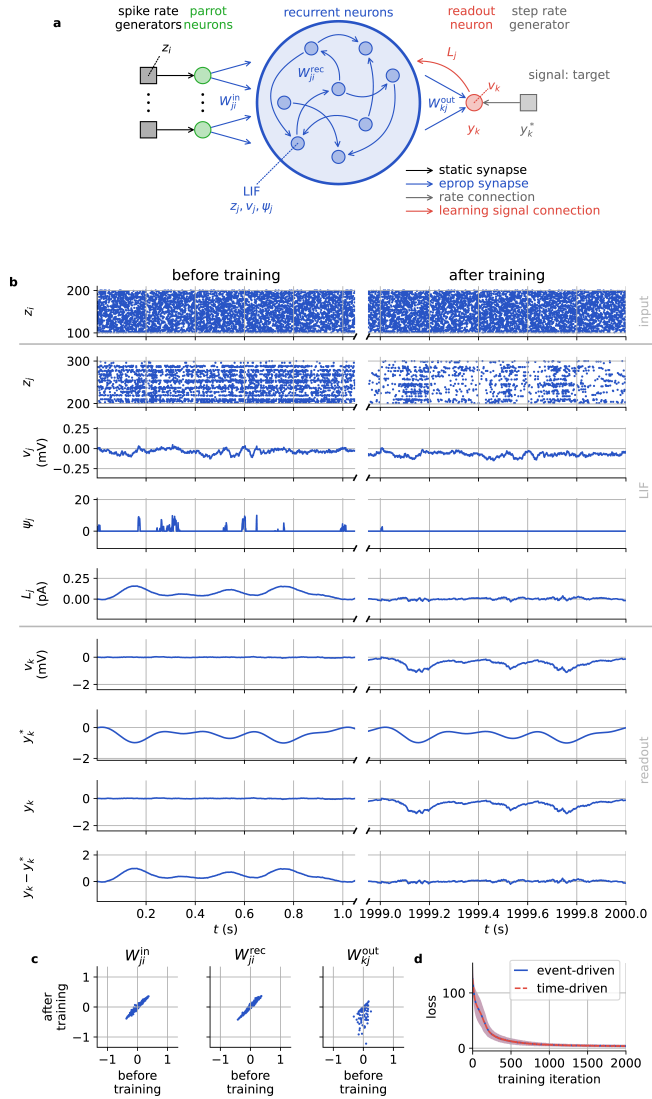 a
spike rate
generators
parrot
neurons
recurrent neurons
readout
neuron
step rate
generator
z_i
L_j
signal: target
W_ji^rec
W_ji^in
W_kj^out
v_k
y_k
y_k^*
LIF
z_j, v_j, ψ_j
static synapse
eprop synapse
rate connection
learning signal connection
b
before training
after training
z_i
200
100
input
z_j
300
200
v_j
(mV)
0.25
0.00
−0.25
LIF
ψ_j
20
0
L_j
(pA)
0.25
0.00
v_k
(mV)
0
−2
y_k^*
0
−2
readout
y_k
0
−2
y_k − y_k^*
2
0
0.2 0.4 0.6 0.8 1.0 1999.0 1999.2 1999.4 1999.6 1999.8 2000.0
t (s)
t (s)
c
W_ji^in
W_ji^rec
W_kj^out
after
training
1
0
−1
−1 0 1
−1 0 1
−1 0 1
before
training
before
training
before
training
d
event-driven
time-driven
loss
100
0
0 500 1000 1500 2000
training iteration